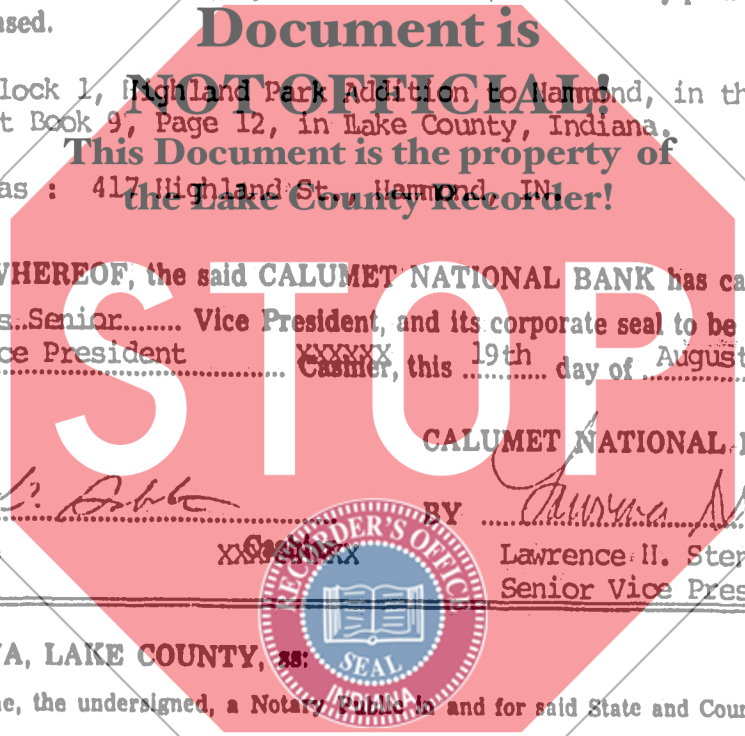 ased.
Document is
NOT OFFICIAL!
lock 1, Highland Park Addition to Hammond, in th
t Book 9, Page 12, in Lake County, Indiana.
This Document is the property of
the Lake County Recorder!
as : 417 Highland St., Hammond, IN.
STOP
WHEREOF, the said CALUMET NATIONAL BANK has ca
s Senior Vice President, and its corporate seal to be
ce President XXXXXX Cashier, this 19th day of August
CALUMET NATIONAL
BY
Lawrence H. Ster
Senior Vice Pres
RECORDER'S OFFICE
SEAL
INDIANA
A, LAKE COUNTY, ss:
e, the undersigned, a Notary Public in and for said State and Coun